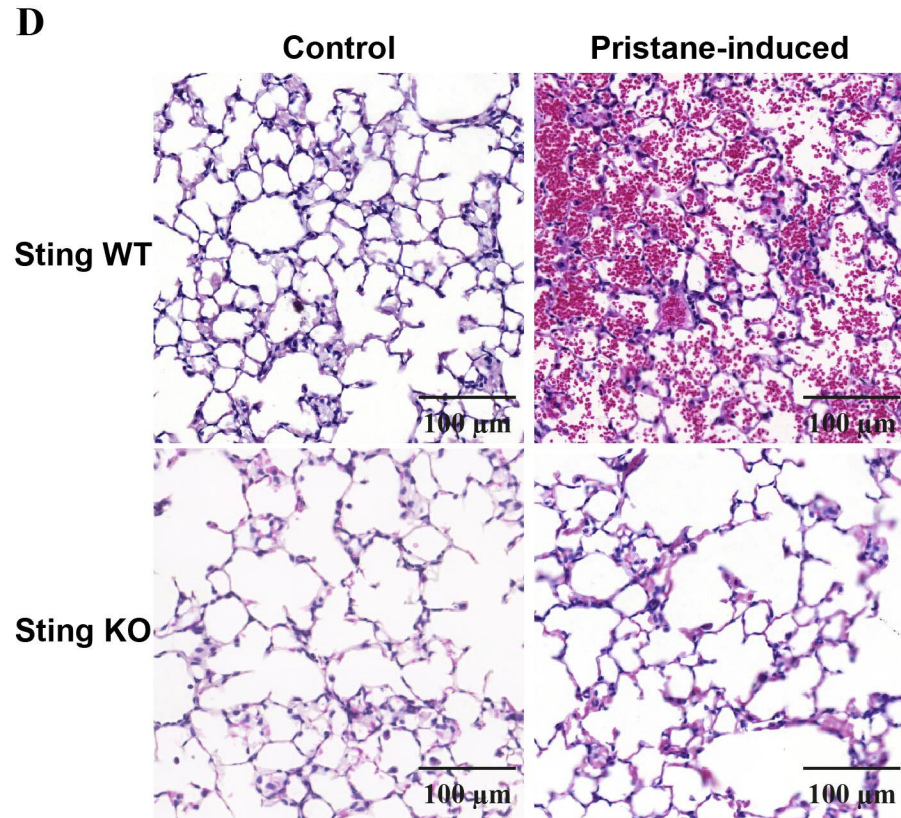 D
Control Pristane-induced
Sting WT
100 µm 100 µm
Sting KO
100 µm 100 µm